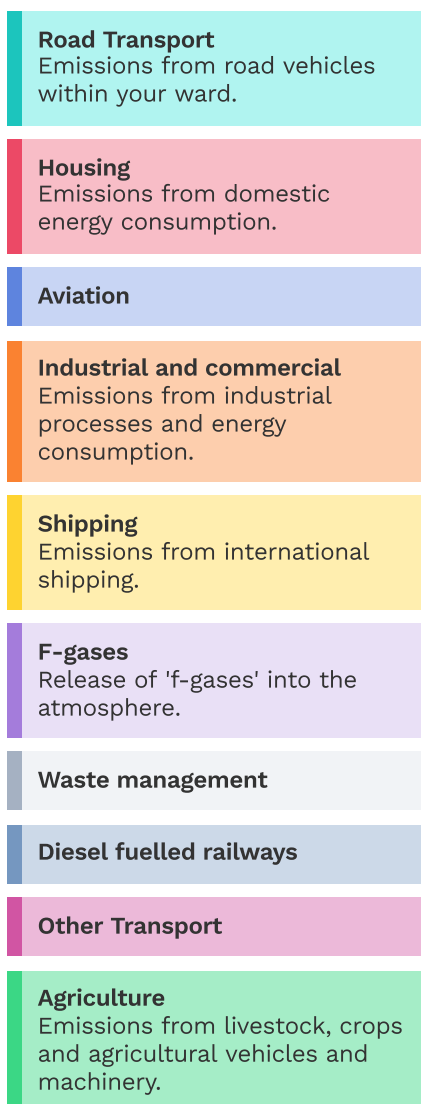 Road Transport
Emissions from road vehicles
within your ward.
Housing
Emissions from domestic
energy consumption.
Aviation
Industrial and commercial
Emissions from industrial
processes and energy
consumption.
Shipping
Emissions from international
shipping.
F-gases
Release of 'f-gases' into the
atmosphere.
Waste management
Diesel fuelled railways
Other Transport
Agriculture
Emissions from livestock, crops
and agricultural vehicles and
machinery.